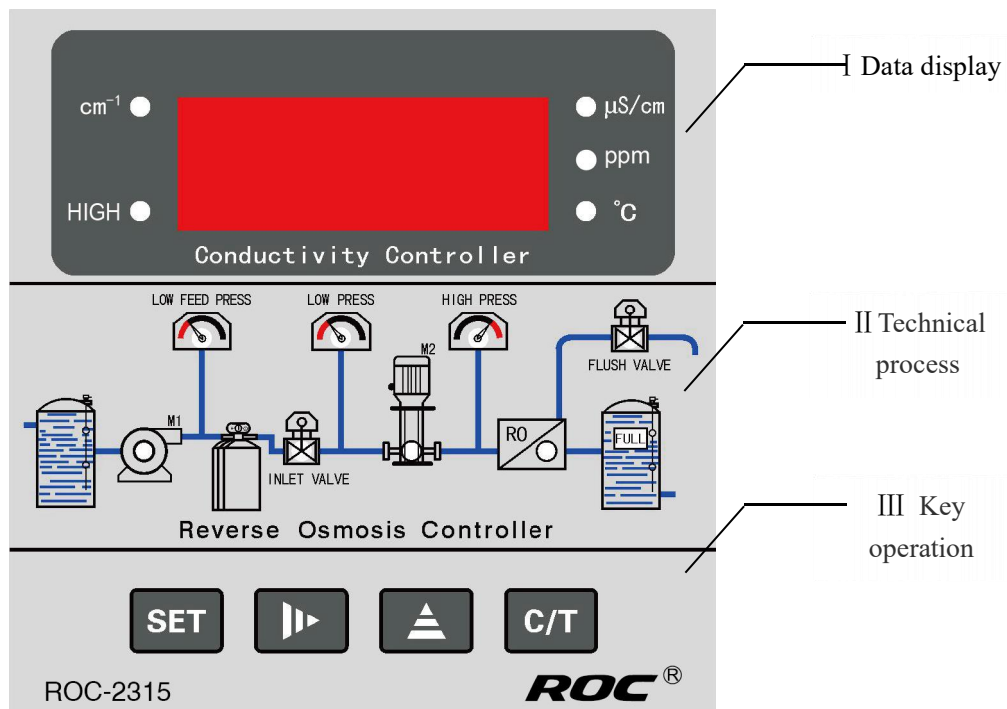 cm⁻¹
μS/cm
ppm
HIGH
℃
Conductivity Controller
Ⅰ Data display
LOW FEED PRESS
LOW PRESS
HIGH PRESS
M2
FLUSH VALVE
Ⅱ Technical
process
M1
RO
FULL
INLET VALVE
Reverse Osmosis Controller
Ⅲ Key
operation
SET
C/T
ROC-2315
ROC®